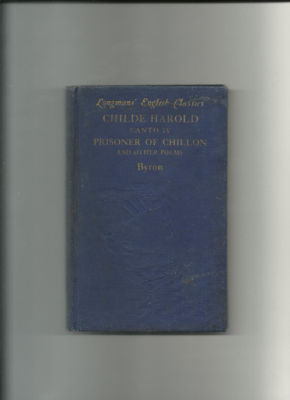 Longmans' English Classics
CHILDE HAROLD
CANTO IV
PRISONER OF CHILLON
AND OTHER POEMS
Byron